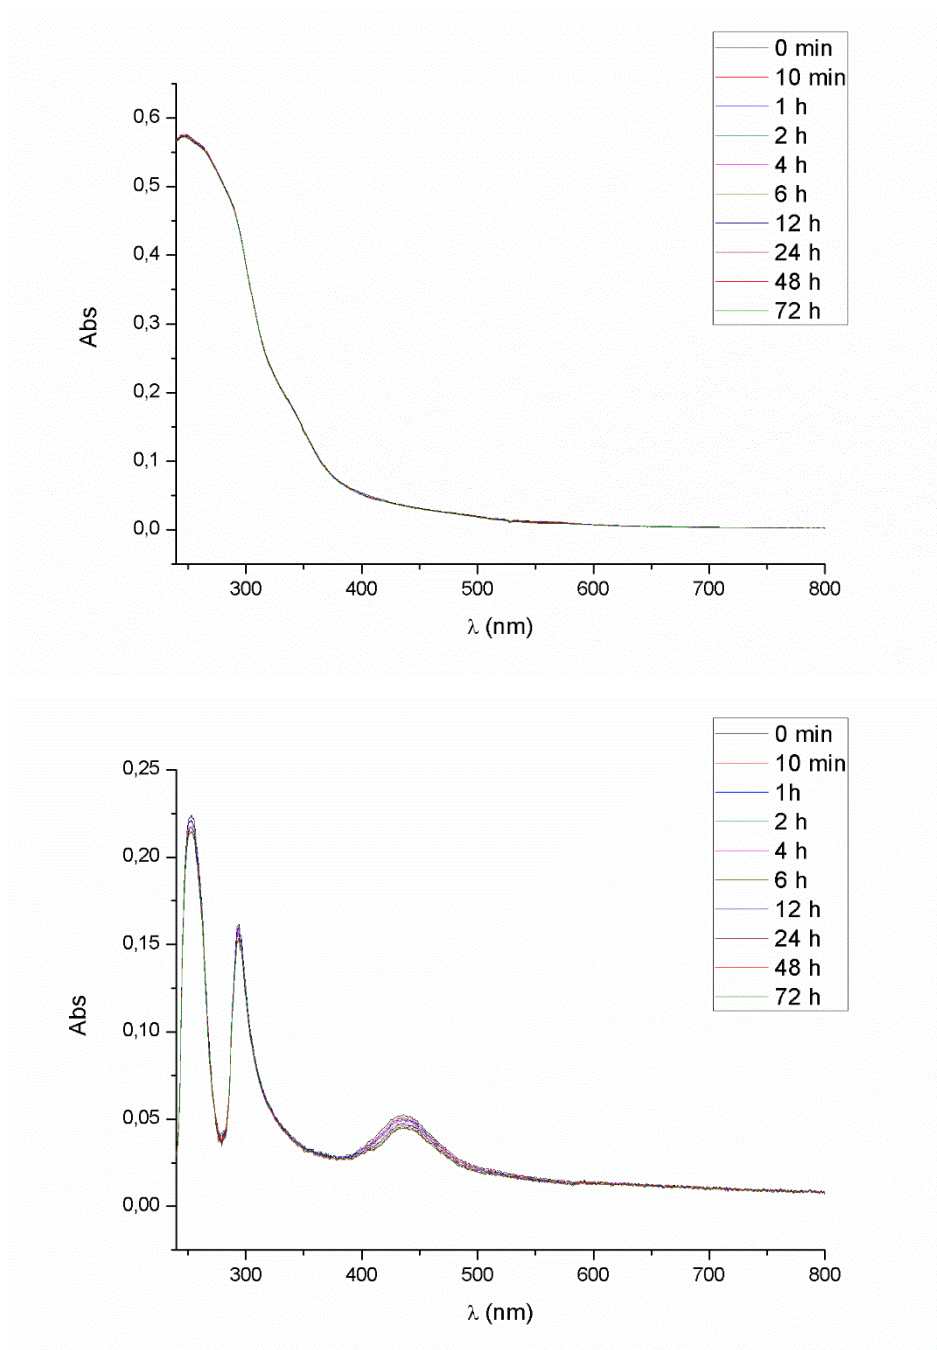 0 min
10 min
1 h
2 h
4 h
6 h
12 h
24 h
48 h
72 h
0,6
0,5
0,4
0,3
0,2
0,1
0,0
Abs
300 400 500 600 700 800
λ (nm)
0 min
10 min
1h
2 h
4 h
6 h
12 h
24 h
48 h
72 h
0,25
0,20
0,15
0,10
0,05
0,00
Abs
300 400 500 600 700 800
λ (nm)